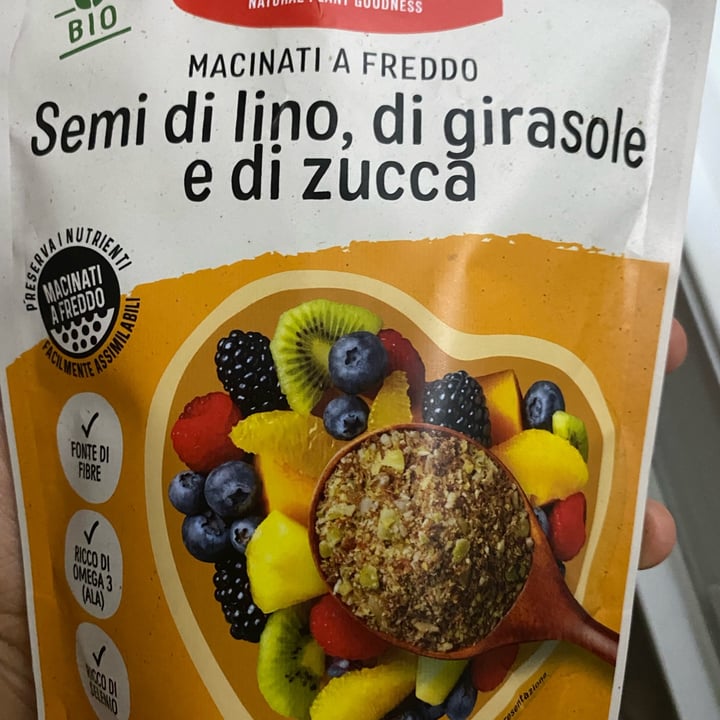 NATURAL PLANT GOODNESS
BIO
MACINATI A FREDDO
Semi di lino, di girasole
e di zucca
PRESERVA I NUTRIENTI
MACINATI
A FREDDO
FACILMENTE ASSIMILABILI
FONTE DI
FIBRE
RICCO DI
OMEGA 3
(ALA)
RICCO DI
SELENIO